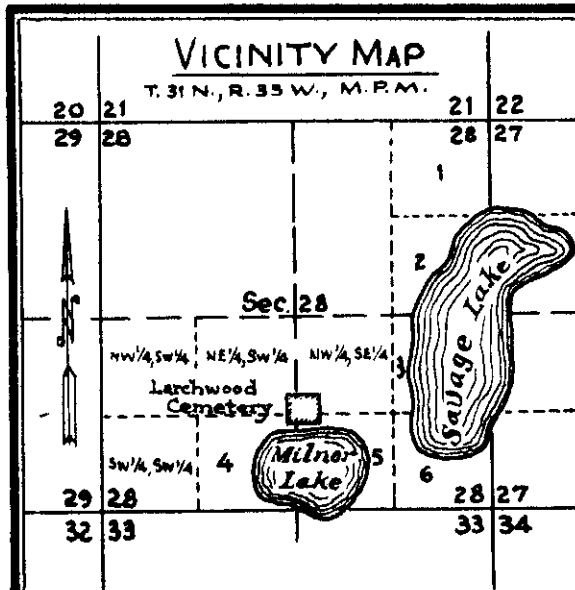 VICINITY MAP
T. 31 N., R. 35 W., M.P.M.
20 21
21 22
29 28
28 27
1
2
Savage Lake
Sec. 28
NW¼, SW¼
NE¼, SW¼
NW¼, SE¼
3
Larchwood
Cemetery
N
SW¼, SW¼
4
Milnor
Lake
5
6
29 28
28 27
32 33
33 34